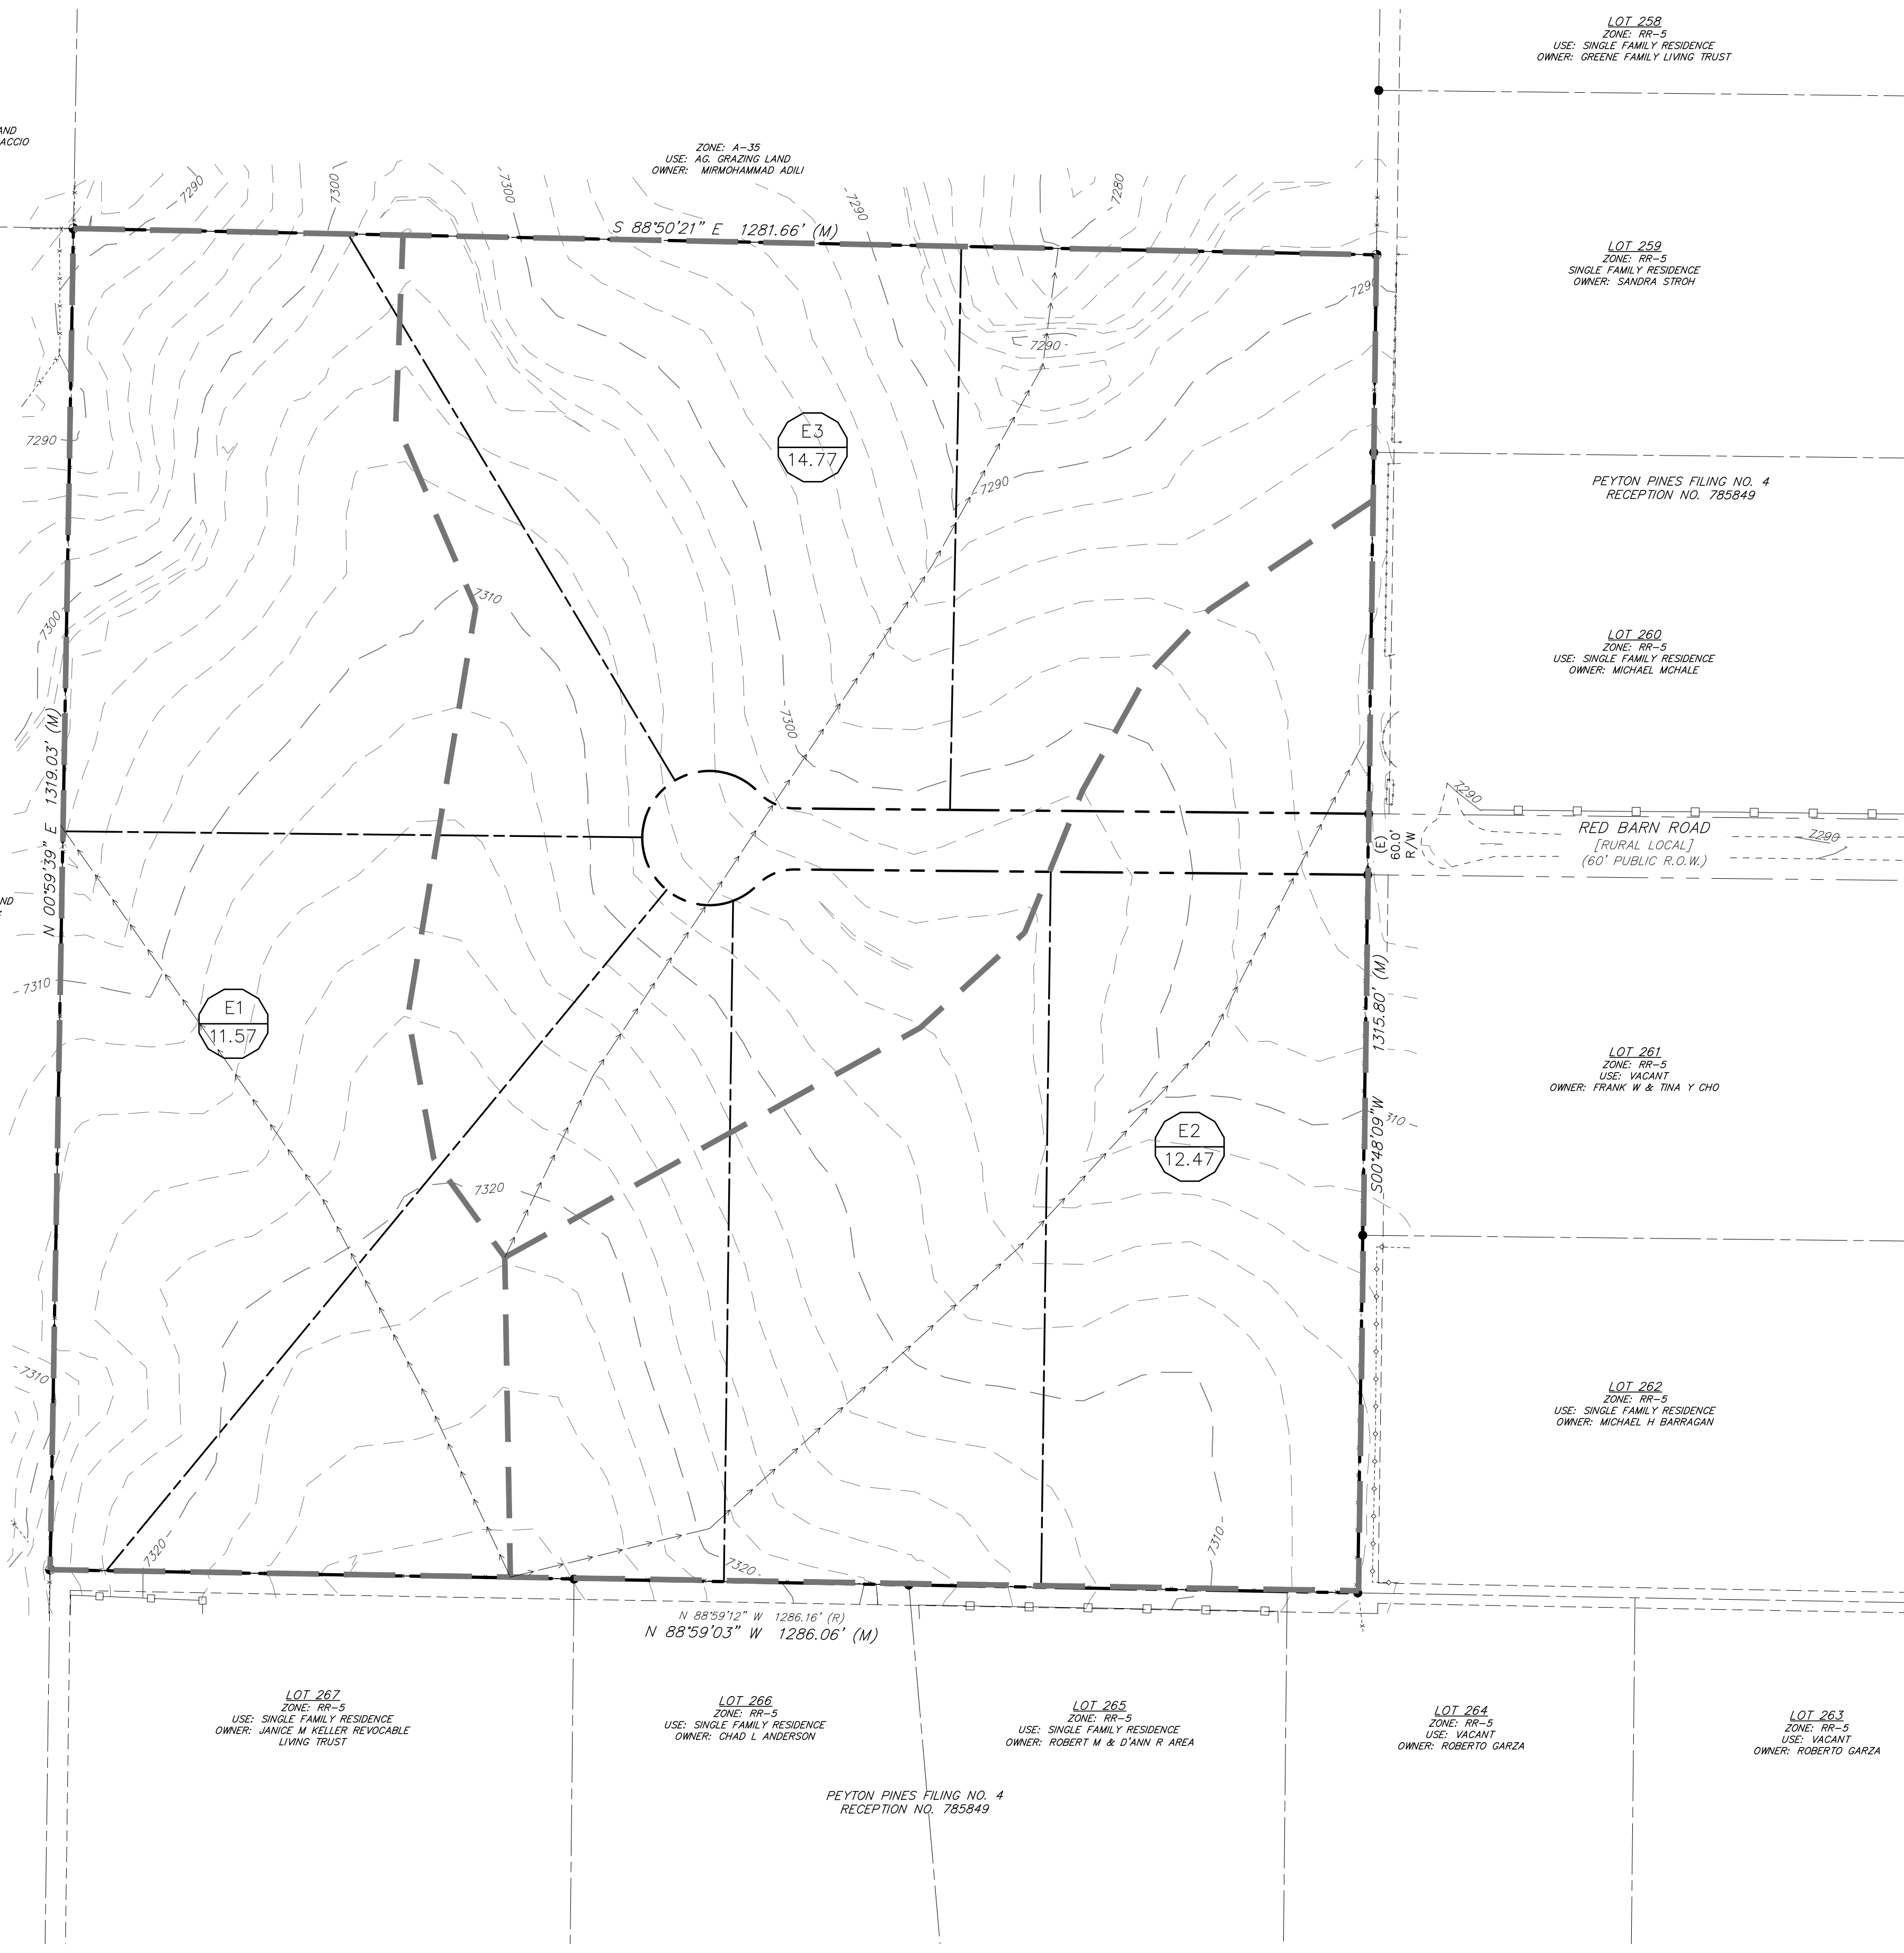 LOT 258
ZONE: RR-5
USE: SINGLE FAMILY RESIDENCE
OWNER: GREENE FAMILY LIVING TRUST
AND
ACCIO
ZONE: A-35
USE: AG. GRAZING LAND
OWNER: MIRMOHAMMAD ADILI
7290
7300
7300
7290
7280
S 88°50'21" E 1281.66' (M)
LOT 259
ZONE: RR-5
SINGLE FAMILY RESIDENCE
OWNER: SANDRA STROH
7290
7290
E3
14.77
7290
7290
PEYTON PINES FILING NO. 4
RECEPTION NO. 785849
7310
7300
LOT 260
ZONE: RR-5
USE: SINGLE FAMILY RESIDENCE
OWNER: MICHAEL MCHALE
7300
N 00°59'39" E 1319.03' (M)
7290
RED BARN ROAD
[RURAL LOCAL]
(60' PUBLIC R.O.W.)
7290
(E)
60.0'
R/W
ND
7310
E1
11.57
S00°48'09"W 1315.80' (M)
LOT 261
ZONE: RR-5
USE: VACANT
OWNER: FRANK W & TINA Y CHO
310
E2
12.47
7320
7310
LOT 262
ZONE: RR-5
USE: SINGLE FAMILY RESIDENCE
OWNER: MICHAEL H BARRAGAN
7320
7320
7310
N 88°59'12" W 1286.16' (R)
N 88°59'03" W 1286.06' (M)
LOT 267
ZONE: RR-5
USE: SINGLE FAMILY RESIDENCE
OWNER: JANICE M KELLER REVOCABLE
LIVING TRUST
LOT 266
ZONE: RR-5
USE: SINGLE FAMILY RESIDENCE
OWNER: CHAD L ANDERSON
LOT 265
ZONE: RR-5
USE: SINGLE FAMILY RESIDENCE
OWNER: ROBERT M & D'ANN R AREA
LOT 264
ZONE: RR-5
USE: VACANT
OWNER: ROBERTO GARZA
LOT 263
ZONE: RR-5
USE: VACANT
OWNER: ROBERTO GARZA
PEYTON PINES FILING NO. 4
RECEPTION NO. 785849